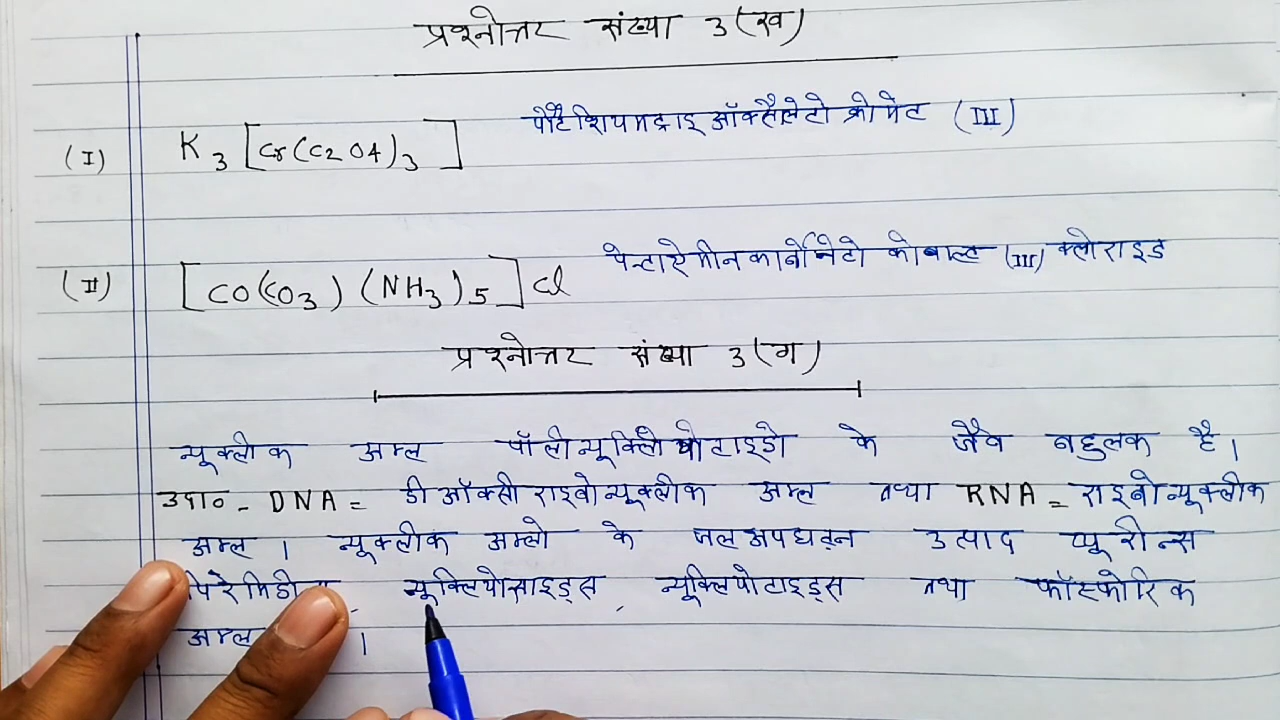 प्रश्नोत्तर संख्या 3(ख)
(I) K3[Cr(C2O4)3] पोटैशियमट्राइऑक्सैलेटो क्रोमेट (III)
(II) [CO(CO3)(NH3)5]Cl पेन्टाऐमीनकार्बोनेटो कोबाल्ट (III) क्लोराइड
प्रश्नोत्तर संख्या 3(ग)
न्यूक्लीक अम्ल पॉलीन्यूक्लियोटाइडो के जैव बहुलक है।
उदा०- DNA = डीऑक्सीराइबोन्यूक्लीक अम्ल तथा RNA = राइबोन्यूक्लीक
अम्ल । न्यूक्लीक अम्लो के जलअपघटन उत्पाद प्यूरीन्स
न्यूक्लियोसाइड्स, न्यूक्लियोटाइड्स तथा फॉस्फोरिक
अम्ल ।